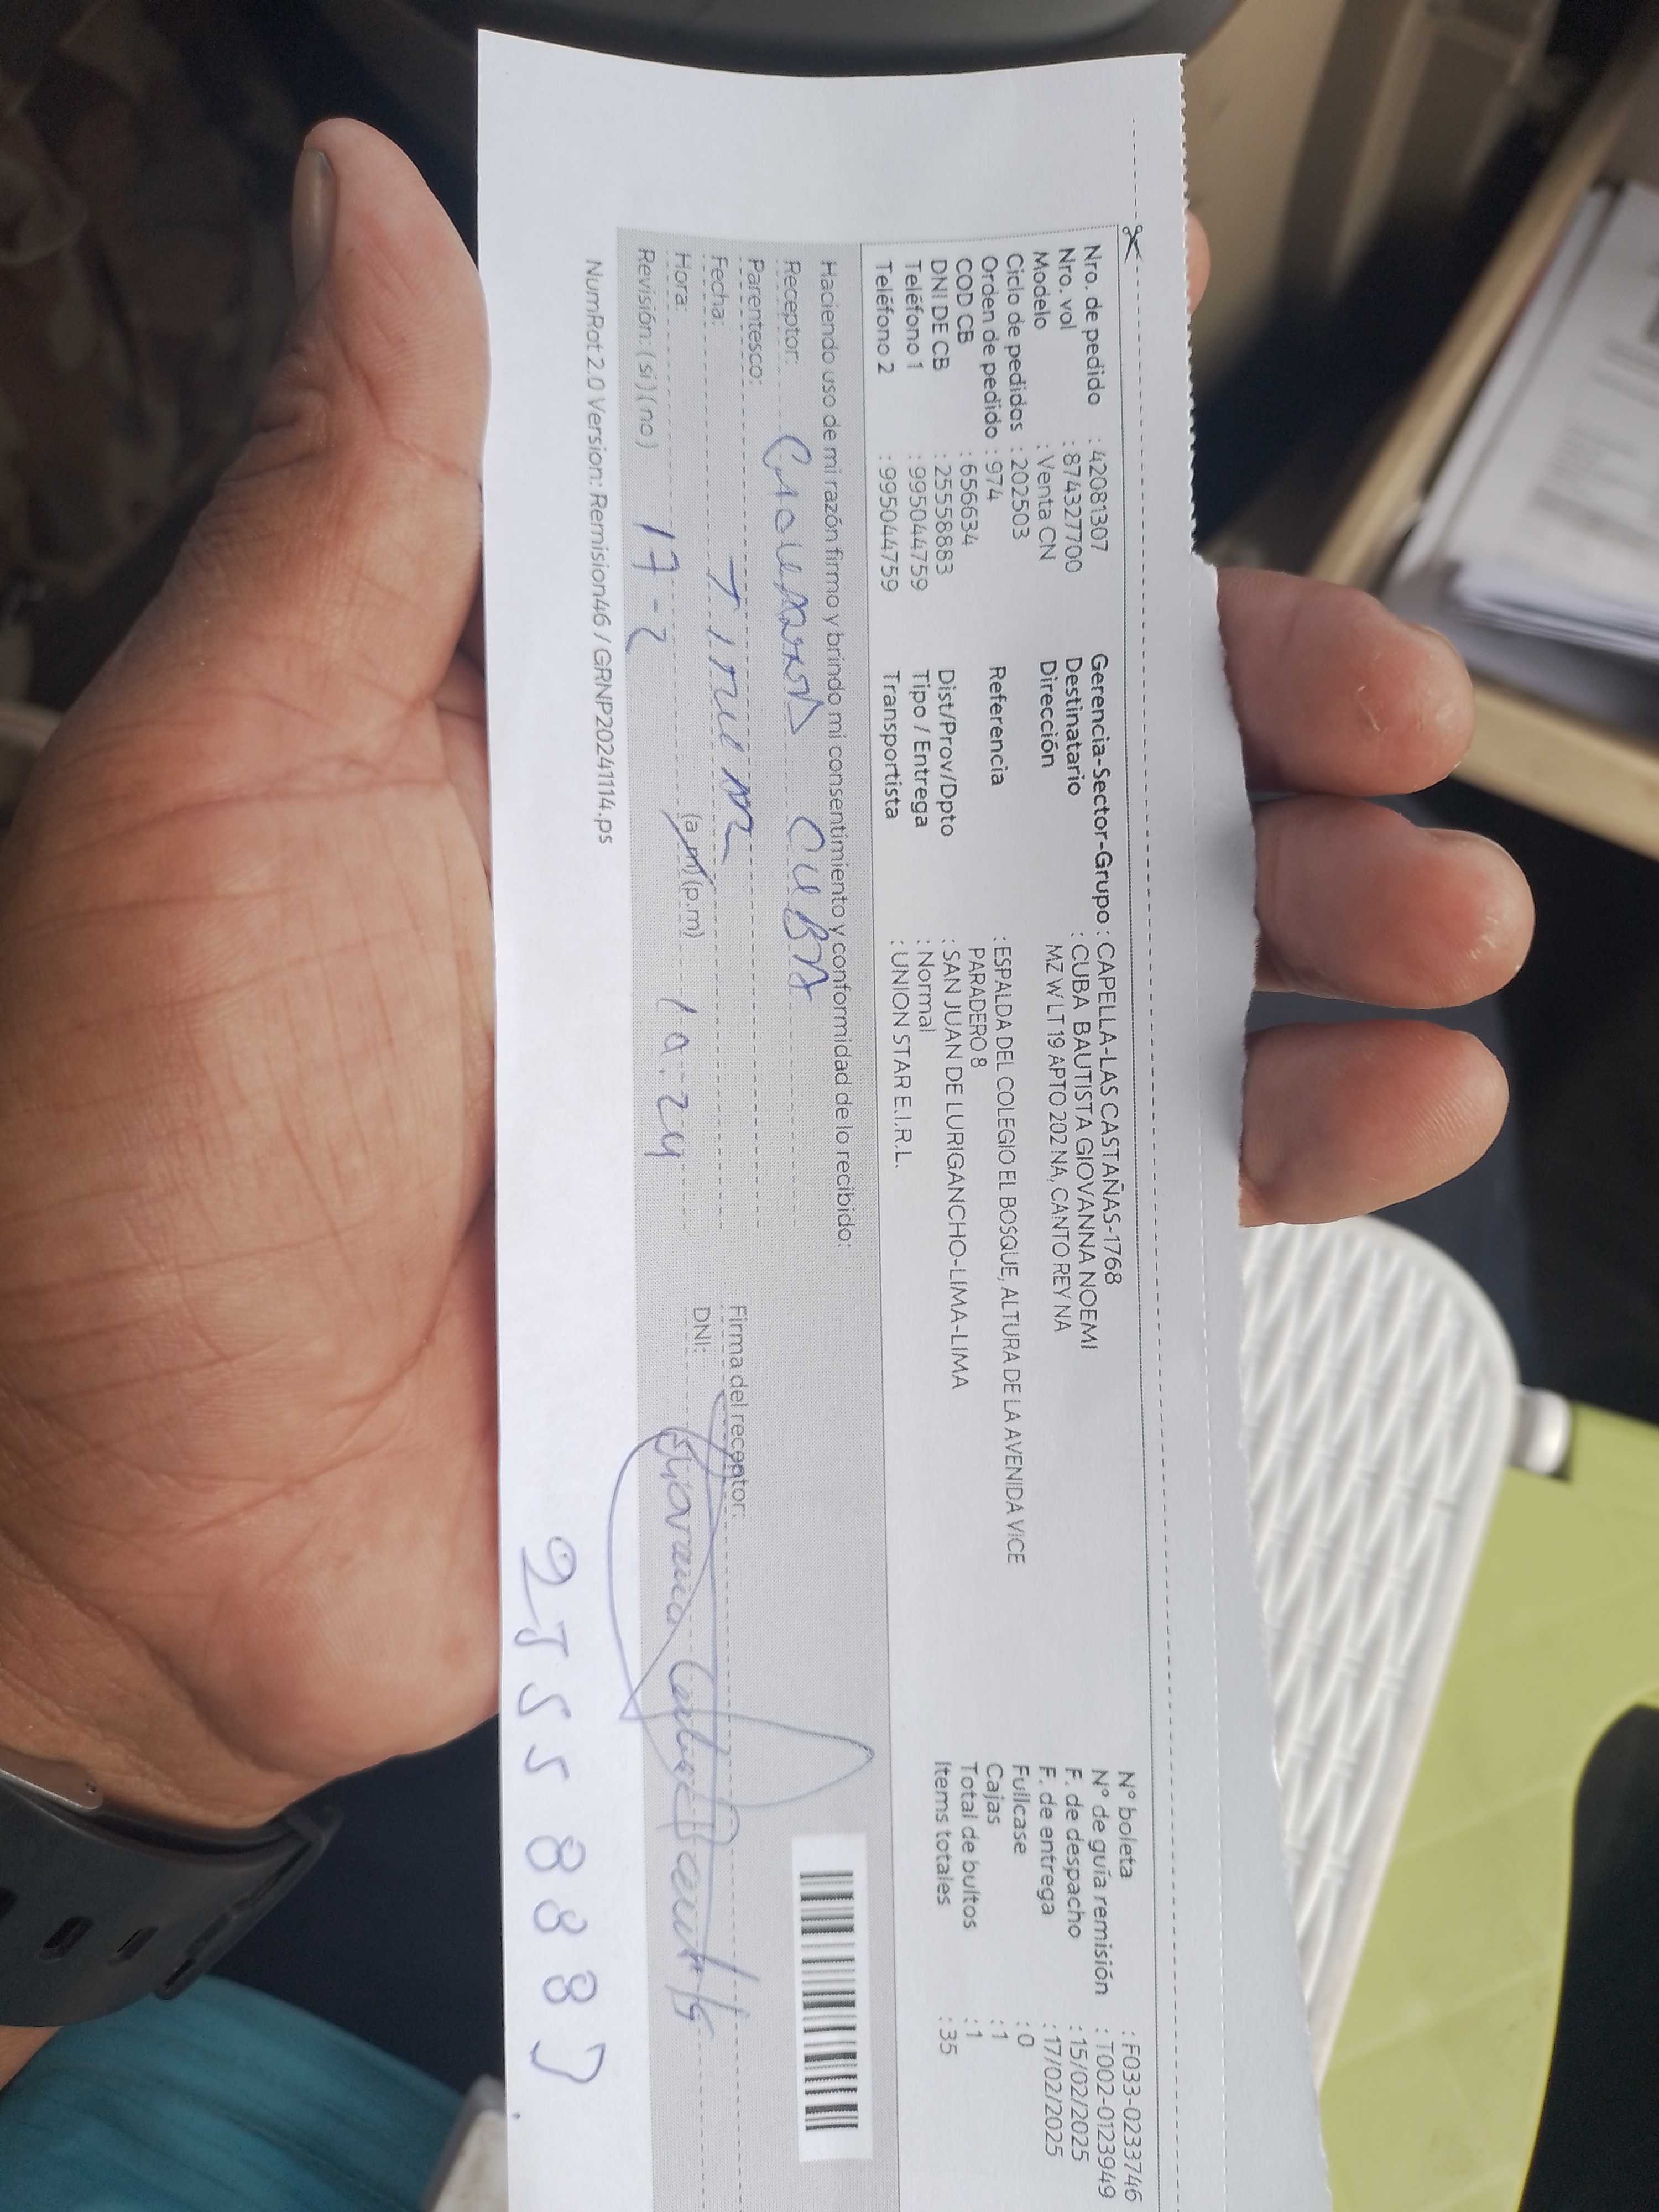 Nro. de pedido : 42081307
Nro. vol : 874327700
Modelo : Venta CN
Ciclo de pedidos : 202503
Orden de pedido : 974
COD CB : 656634
DNI DE CB : 25558883
Teléfono 1 : 995044759
Teléfono 2 : 995044759
Gerencia-Sector-Grupo : CAPELLA-LAS CASTAÑAS-1768
Destinatario : CUBA BAUTISTA GIOVANNA NOEMI
Dirección MZ W LT 19 APTO 202 NA, CANTO REY NA
Referencia : ESPALDA DEL COLEGIO EL BOSQUE, ALTURA DE LA AVENIDA VICE
PARADERO 8
Dist/Prov/Dpto : SAN JUAN DE LURIGANCHO-LIMA-LIMA
Tipo / Entrega : Normal
Transportista : UNION STAR E.I.R.L.
N° boleta : F033-0233746
N° de guía remisión : T002-0123949
F. de despacho : 15/02/2025
F. de entrega : 17/02/2025
Fullcase : 0
Cajas : 1
Total de bultos : 1
Items totales : 35
Haciendo uso de mi razón firmo y brindo mi consentimiento y conformidad de lo recibido:
Receptor: CUBA
Parentesco:
Fecha:
Hora: (a.m) (p.m) 10.24
Revisión: (si) (no) 17-2
Firma del receptor:
DNI:
NumRot 2.0 Version: Remision46 / GRNP20241114.ps